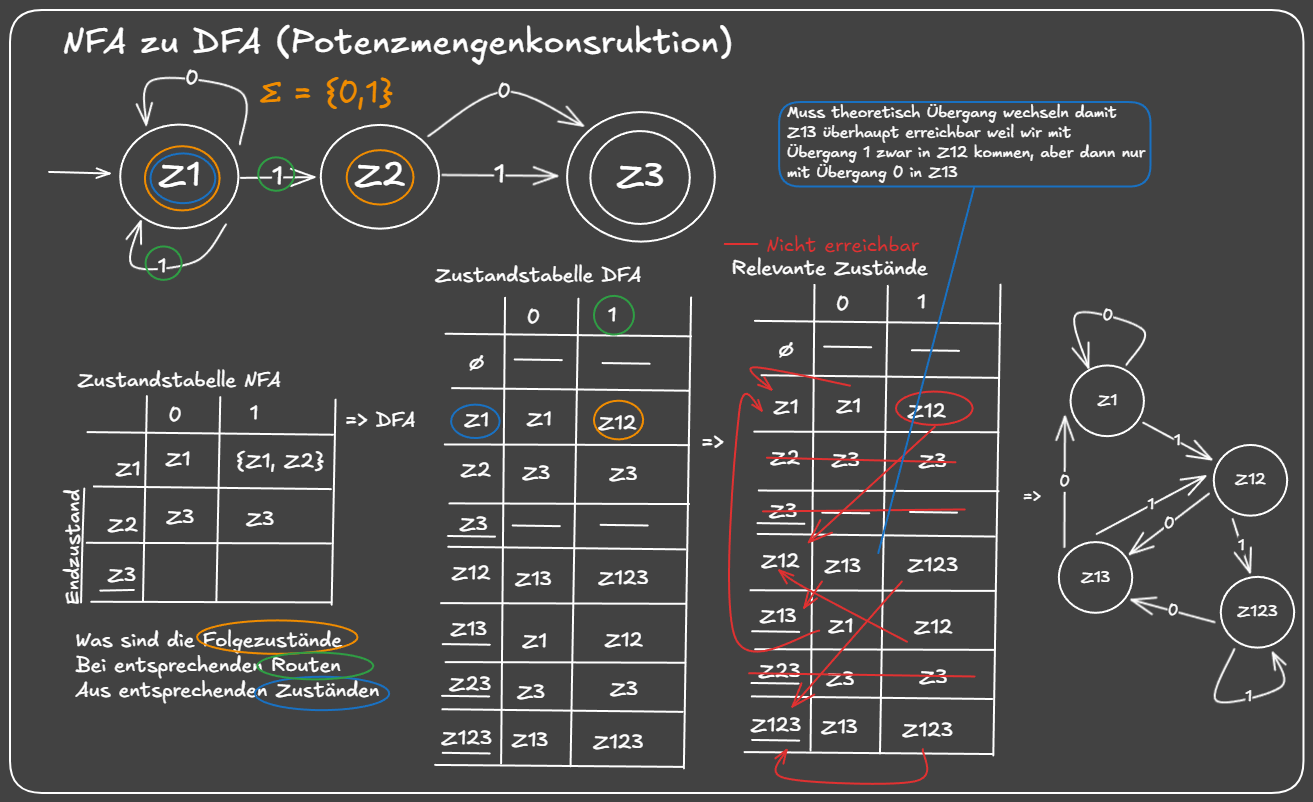 NFA zu DFA (Potenzmengenkonsruktion)
Σ = {0,1}
0
1
1
0
1
Z1
Z2
Z3
Muss theoretisch Übergang wechseln damit
Z13 überhaupt erreichbar weil wir mit
Übergang 1 zwar in Z12 kommen, aber dann nur
mit Übergang 0 in Z13
Zustandstabelle NFA
0 1
Z1 Z1 {Z1, Z2}
Z2 Z3 Z3
Z3
Endzustand
=> DFA
Was sind die Folgezustände
Bei entsprechenden Routen
Aus entsprechenden Zuständen
Zustandstabelle DFA
0 1
ø
Z1 Z1 Z12
Z2 Z3 Z3
Z3
Z12 Z13 Z123
Z13 Z1 Z12
Z23 Z3 Z3
Z123 Z13 Z123
=>
Nicht erreichbar
Relevante Zustände
0 1
ø
Z1 Z1 Z12
Z2 Z3 Z3
Z3
Z12 Z13 Z123
Z13 Z1 Z12
Z23 Z3 Z3
Z123 Z13 Z123
=>
0
Z1
1
Z12
0
1
0
1
Z13
Z123
0
1